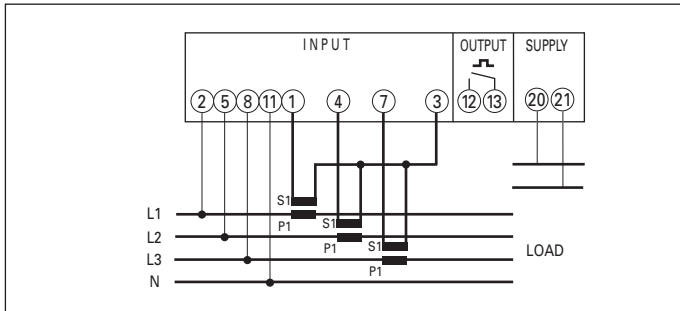 INPUT OUTPUT SUPPLY
2 5 8 11 1 4 7 3 12 13 20 21
S1
L1
P1 S1
L2
P1 S1
L3 LOAD
P1
N